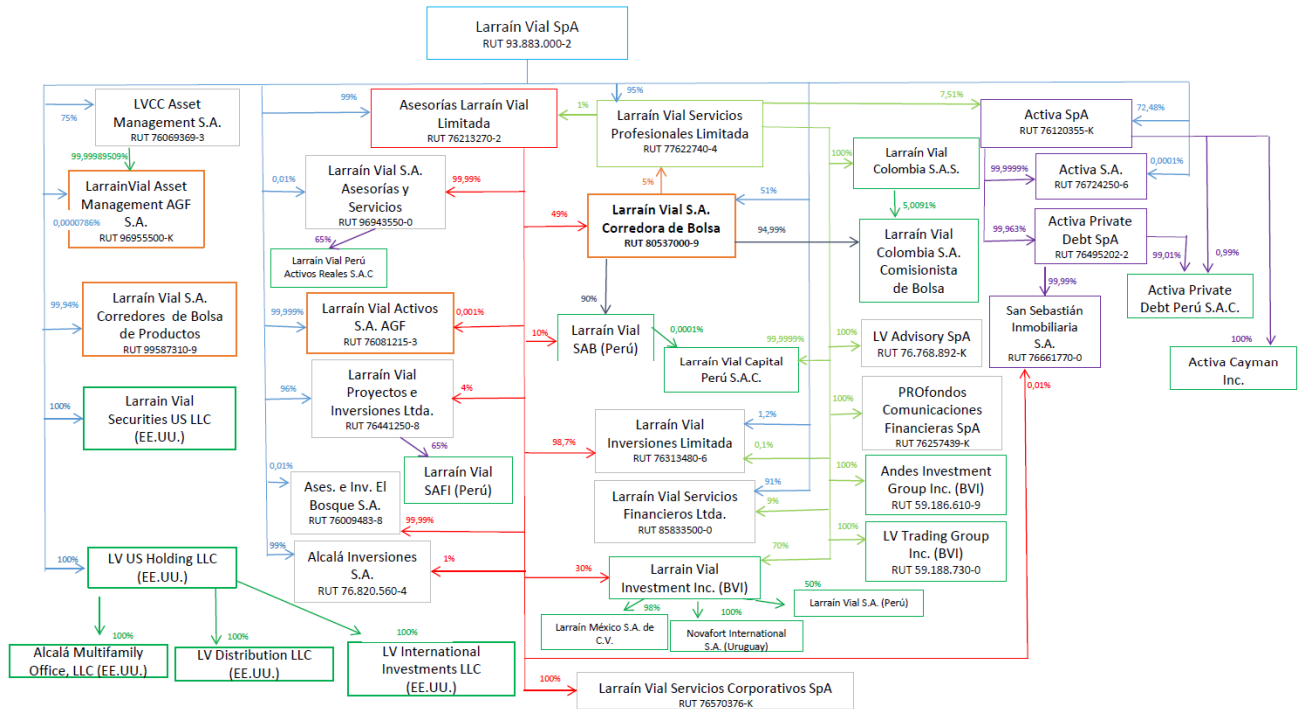 Larraín Vial SpA
RUT 93.883.000-2
LVCC Asset
Management S.A.
RUT 76069369-3
75%
99%
Asesorías Larraín Vial
Limitada
RUT 76213270-2
1%
95%
Larraín Vial Servicios
Profesionales Limitada
RUT 77622740-4
7,51%
Activa SpA
RUT 76120355-K
72,48%
99,99989509%
LarrainVial Asset
Management AGF
S.A.
RUT 96955500-K
0,0000786%
0,01%
Larraín Vial S.A.
Asesorías y
Servicios
RUT 96943550-0
99,99%
65%
Larraín Vial Perú
Activos Reales S.A.C
49%
5%
51%
Larraín Vial S.A.
Corredora de Bolsa
RUT 80537000-9
94,99%
100%
Larraín Vial
Colombia S.A.S.
5,0091%
Larraín Vial
Colombia S.A.
Comisionista
de Bolsa
99,9999%
Activa S.A.
RUT 76724250-6
0,0001%
99,963%
Activa Private
Debt SpA
RUT 76495202-2
99,01%
0,99%
Activa Private
Debt Perú S.A.C.
99,99%
San Sebastián
Inmobiliaria
S.A.
RUT 76661770-0
0,01%
100%
Activa Cayman
Inc.
99,94%
Larraín Vial S.A.
Corredores de Bolsa
de Productos
RUT 99587310-9
99,999%
Larraín Vial Activos
S.A. AGF
RUT 76081215-3
0,001%
90%
10%
Larraín Vial
SAB (Perú)
0,0001%
99,9999%
Larraín Vial Capital
Perú S.A.C.
100%
LV Advisory SpA
RUT 76.768.892-K
100%
Larrain Vial
Securities US LLC
(EE.UU.)
96%
Larraín Vial
Proyectos e
Inversiones Ltda.
RUT 76441250-8
4%
65%
Larraín Vial
SAFI (Perú)
98,7%
Larraín Vial
Inversiones Limitada
RUT 76313480-6
1,2%
0,1%
100%
PROfondos
Comunicaciones
Financieras SpA
RUT 76257439-K
0,01%
Ases. e Inv. El
Bosque S.A.
RUT 76009483-8
99,99%
Larraín Vial Servicios
Financieros Ltda.
RUT 85833500-0
91%
9%
100%
Andes Investment
Group Inc. (BVI)
RUT 59.186.610-9
100%
LV Trading Group
Inc. (BVI)
RUT 59.188.730-0
100%
LV US Holding LLC
(EE.UU.)
99%
Alcalá Inversiones
S.A.
RUT 76.820.560-4
1%
30%
70%
Larrain Vial
Investment Inc. (BVI)
50%
Larraín Vial S.A. (Perú)
98%
Larraín México S.A. de
C.V.
100%
Novafort International
S.A. (Uruguay)
100%
Alcalá Multifamily
Office, LLC (EE.UU.)
100%
LV Distribution LLC
(EE.UU.)
100%
LV International
Investments LLC
(EE.UU.)
100%
Larraín Vial Servicios Corporativos SpA
RUT 76570376-K